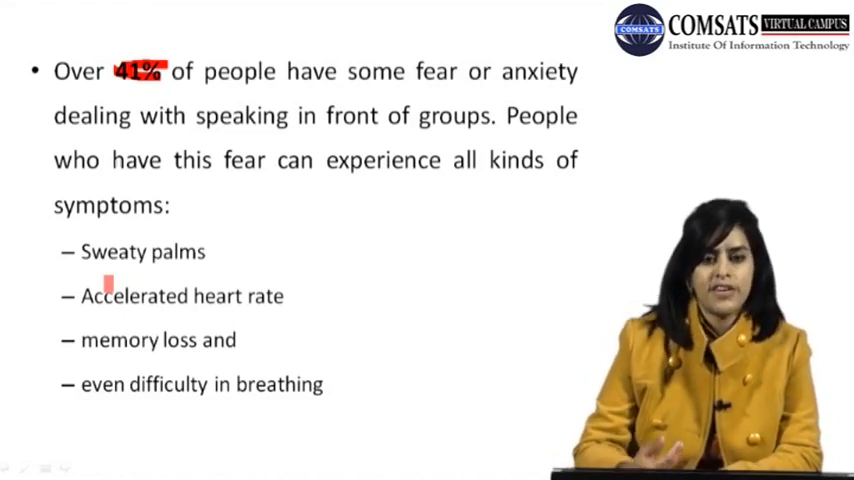 COMSATS VIRTUAL CAMPUS
Institute Of Information Technology
• Over 41% of people have some fear or anxiety
dealing with speaking in front of groups. People
who have this fear can experience all kinds of
symptoms:
– Sweaty palms
– Accelerated heart rate
– memory loss and
– even difficulty in breathing
COMSATS